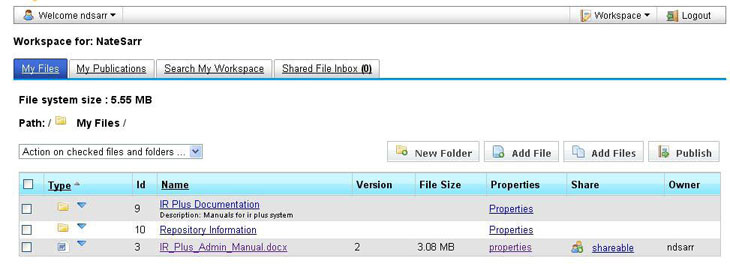 Welcome ndsarr Workspace Logout
Workspace for: NateSarr
My Files My Publications Search My Workspace Shared File Inbox (0)
File system size : 5.55 MB
Path: / My Files /
Action on checked files and folders ... New Folder Add File Add Files Publish
Type Id Name Version File Size Properties Share Owner
9 IR Plus Documentation Properties
Description: Manuals for ir plus system
10 Repository Information Properties
3 IR_Plus_Admin_Manual.docx 2 3.08 MB properties shareable ndsarr